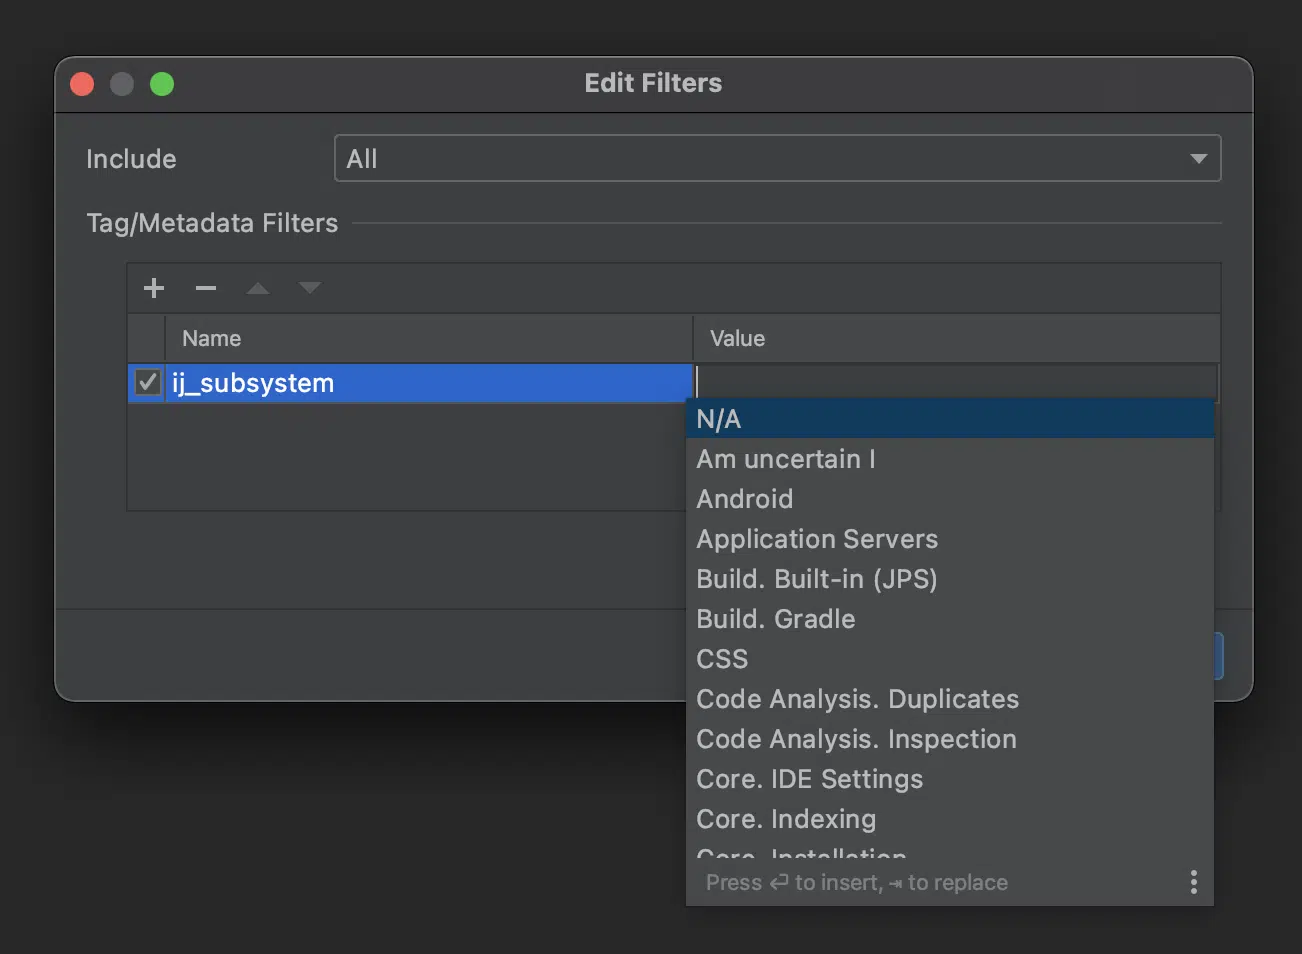 Edit Filters
Include
All
Tag/Metadata Filters
Name
Value
ij_subsystem
N/A
Am uncertain I
Android
Application Servers
Build. Built-in (JPS)
Build. Gradle
CSS
Code Analysis. Duplicates
Code Analysis. Inspection
Core. IDE Settings
Core. Indexing
Core. Installation
Press ⏎ to insert, ⇥ to replace